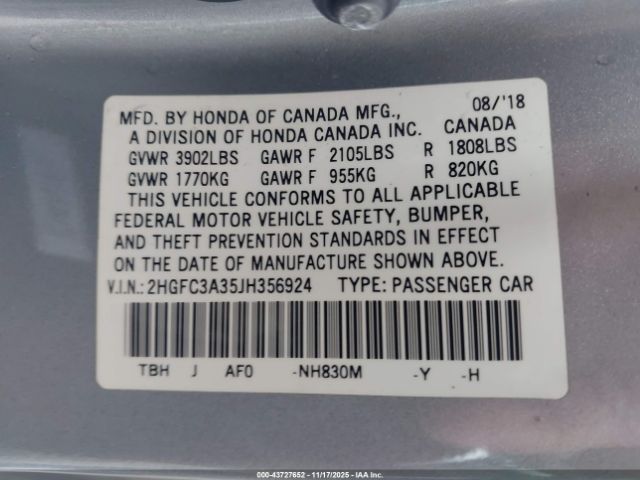 MFD. BY HONDA OF CANADA MFG., 08/'18
A DIVISION OF HONDA CANADA INC. CANADA
GVWR 3902LBS GAWR F 2105LBS R 1808LBS
GVWR 1770KG GAWR F 955KG R 820KG
THIS VEHICLE CONFORMS TO ALL APPLICABLE
FEDERAL MOTOR VEHICLE SAFETY, BUMPER,
AND THEFT PREVENTION STANDARDS IN EFFECT
ON THE DATE OF MANUFACTURE SHOWN ABOVE.
V.I.N.: 2HGFC3A35JH356924 TYPE: PASSENGER CAR
TBH J AF0 -NH830M -Y -H
000-43727652 - 11/17/2025 - IAA Inc.